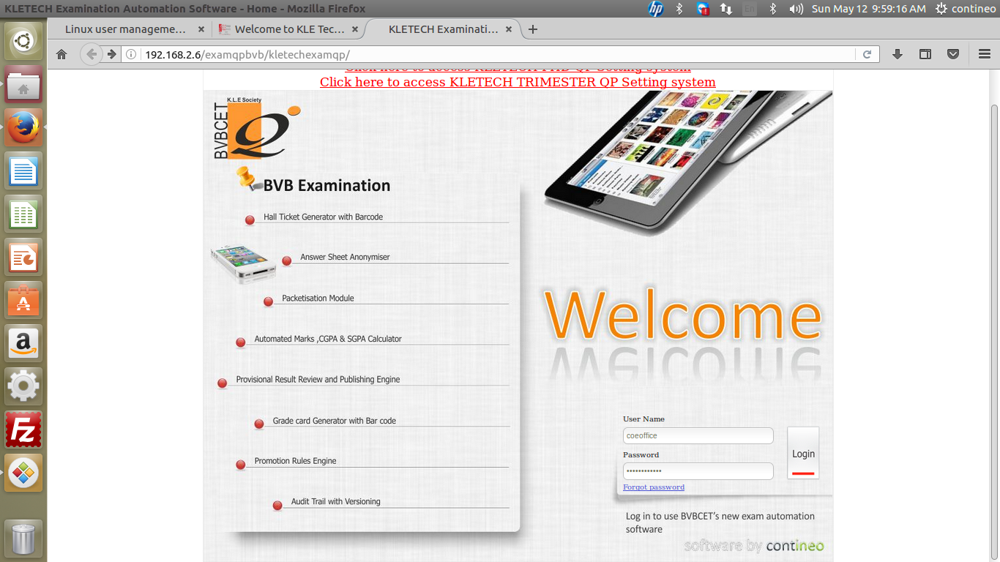 KLETECH Examination Automation Software - Home - Mozilla Firefox
En
Sun May 12 9:59:16 AM
contineo
Linux user manageme...
Welcome to KLE Tec...
KLETECH Examinati...
192.168.2.6/examqpbvb/kletechexamqp/
Click here to access KLETECH PHD QP Setting system
Click here to access KLETECH TRIMESTER QP Setting system
K.L.E Society
BVBCET
BVB Examination
Hall Ticket Generator with Barcode
Answer Sheet Anonymiser
Packetisation Module
Automated Marks ,CGPA & SGPA Calculator
Provisional Result Review and Publishing Engine
Grade card Generator with Bar code
Promotion Rules Engine
Audit Trail with Versioning
Welcome
User Name
coeoffice
Password
••••••••••••
Forgot password
Login
Log in to use BVBCET's new exam automation
software
software by contineo